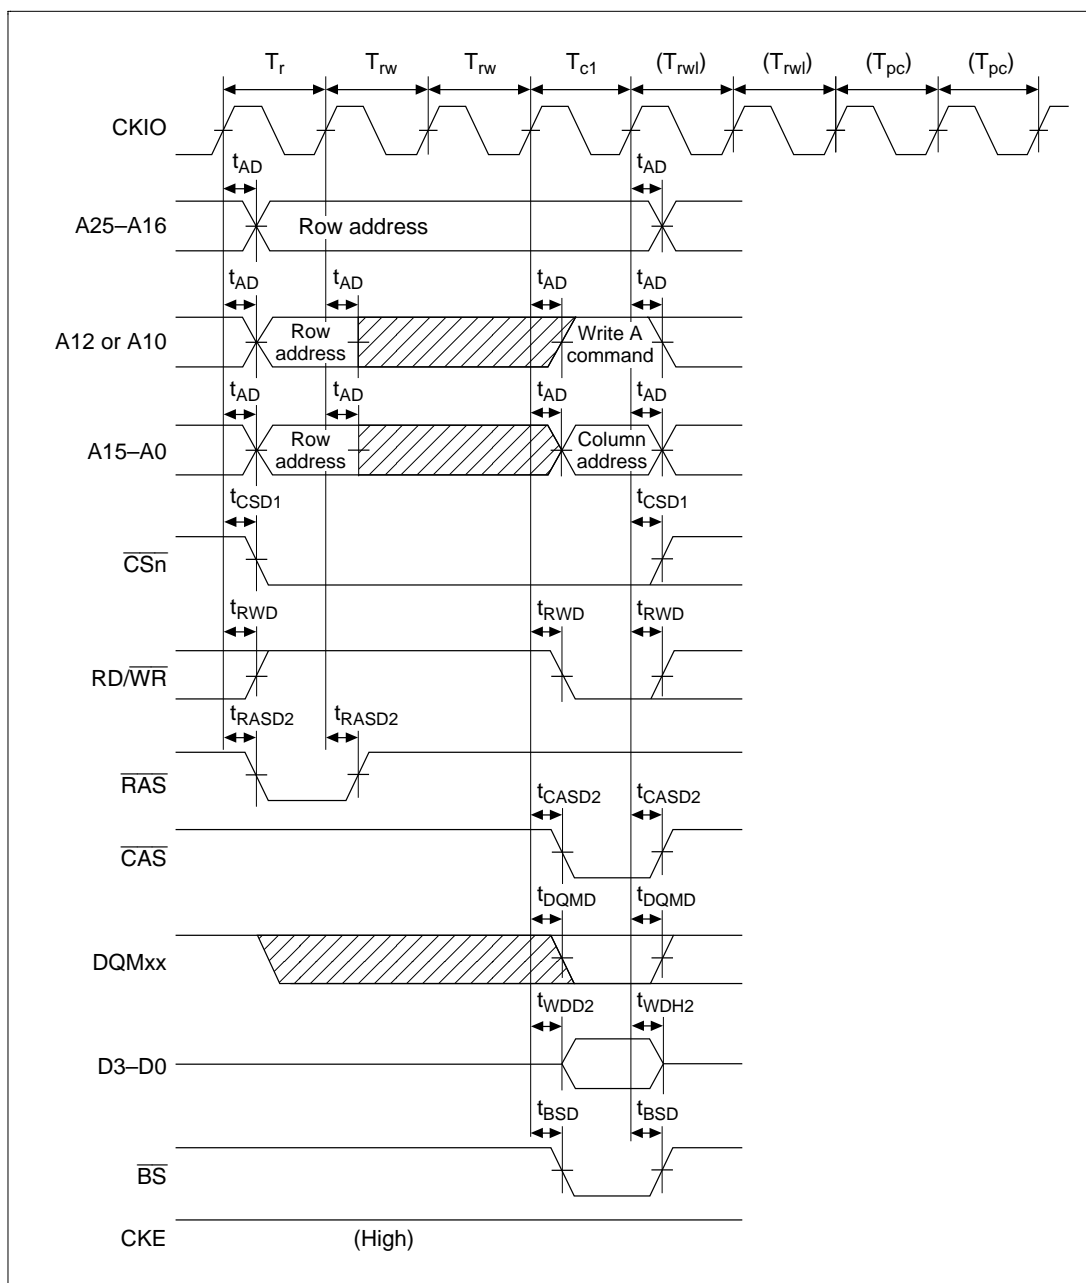 Tr Trw Trw Tc1 (Trwl) (Trwl) (Tpc) (Tpc)
CKIO
tAD tAD
A25–A16 Row address
tAD tAD tAD tAD
A12 or A10 Row address Write A command
tAD tAD tAD tAD
A15–A0 Row address Column address
tCSD1 tCSD1
CSn
tRWD tRWD tRWD
RD/WR
tRASD2 tRASD2
RAS
tCASD2 tCASD2
CAS
tDQMD tDQMD
DQMxx
tWDD2 tWDH2
D3–D0
tBSD tBSD
BS
CKE (High)